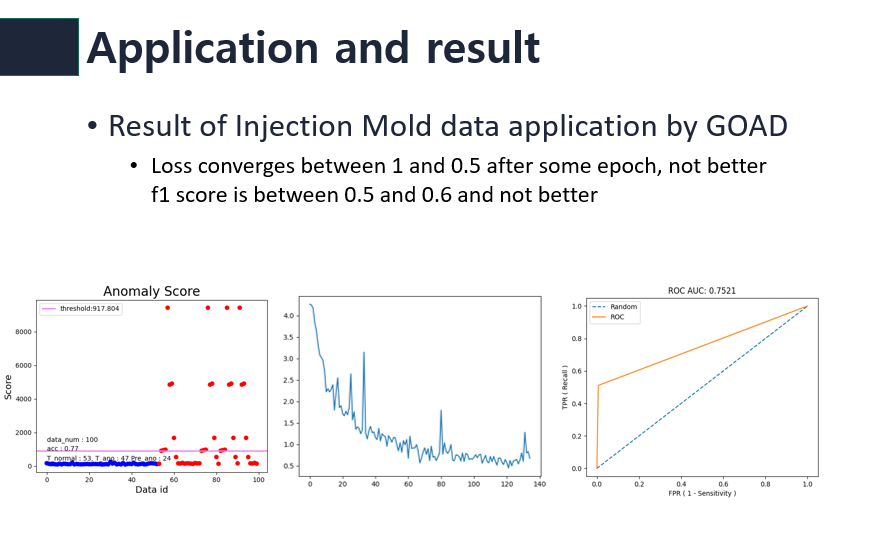 Application and result
• Result of Injection Mold data application by GOAD
• Loss converges between 1 and 0.5 after some epoch, not better
f1 score is between 0.5 and 0.6 and not better
Anomaly Score
threshold:917.804
8000
6000
4000
2000
0
Score
data_num : 100
acc : 0.77
T_normal : 53, T_ano : 47 Pre_ano : 24
0 20 40 60 80 100
Data id
4.0
3.5
3.0
2.5
2.0
1.5
1.0
0.5
0 20 40 60 80 100 120 140
ROC AUC: 0.7521
Random
ROC
1.0
0.8
0.6
0.4
0.2
0.0
TPR ( Recall )
0.0 0.2 0.4 0.6 0.8 1.0
FPR ( 1 - Sensitivity )